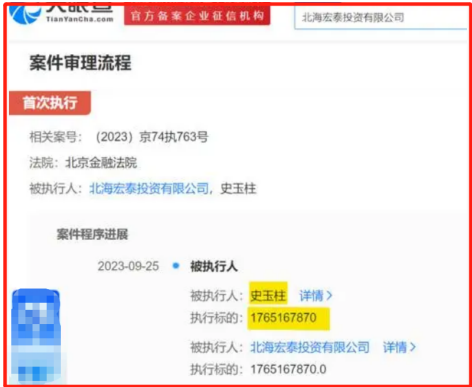 天眼查
TianYanCha.com
官方备案企业征信机构
北海宏泰投资有限公司
案件审理流程
首次执行
相关案号：（2023）京74执763号
法院：北京金融法院
被执行人：北海宏泰投资有限公司，史玉柱
案件程序进展
2023-09-25
被执行人
被执行人：史玉柱 详情>
执行标的：1765167870
被执行人：北海宏泰投资有限公司 详情>
执行标的：1765167870.0